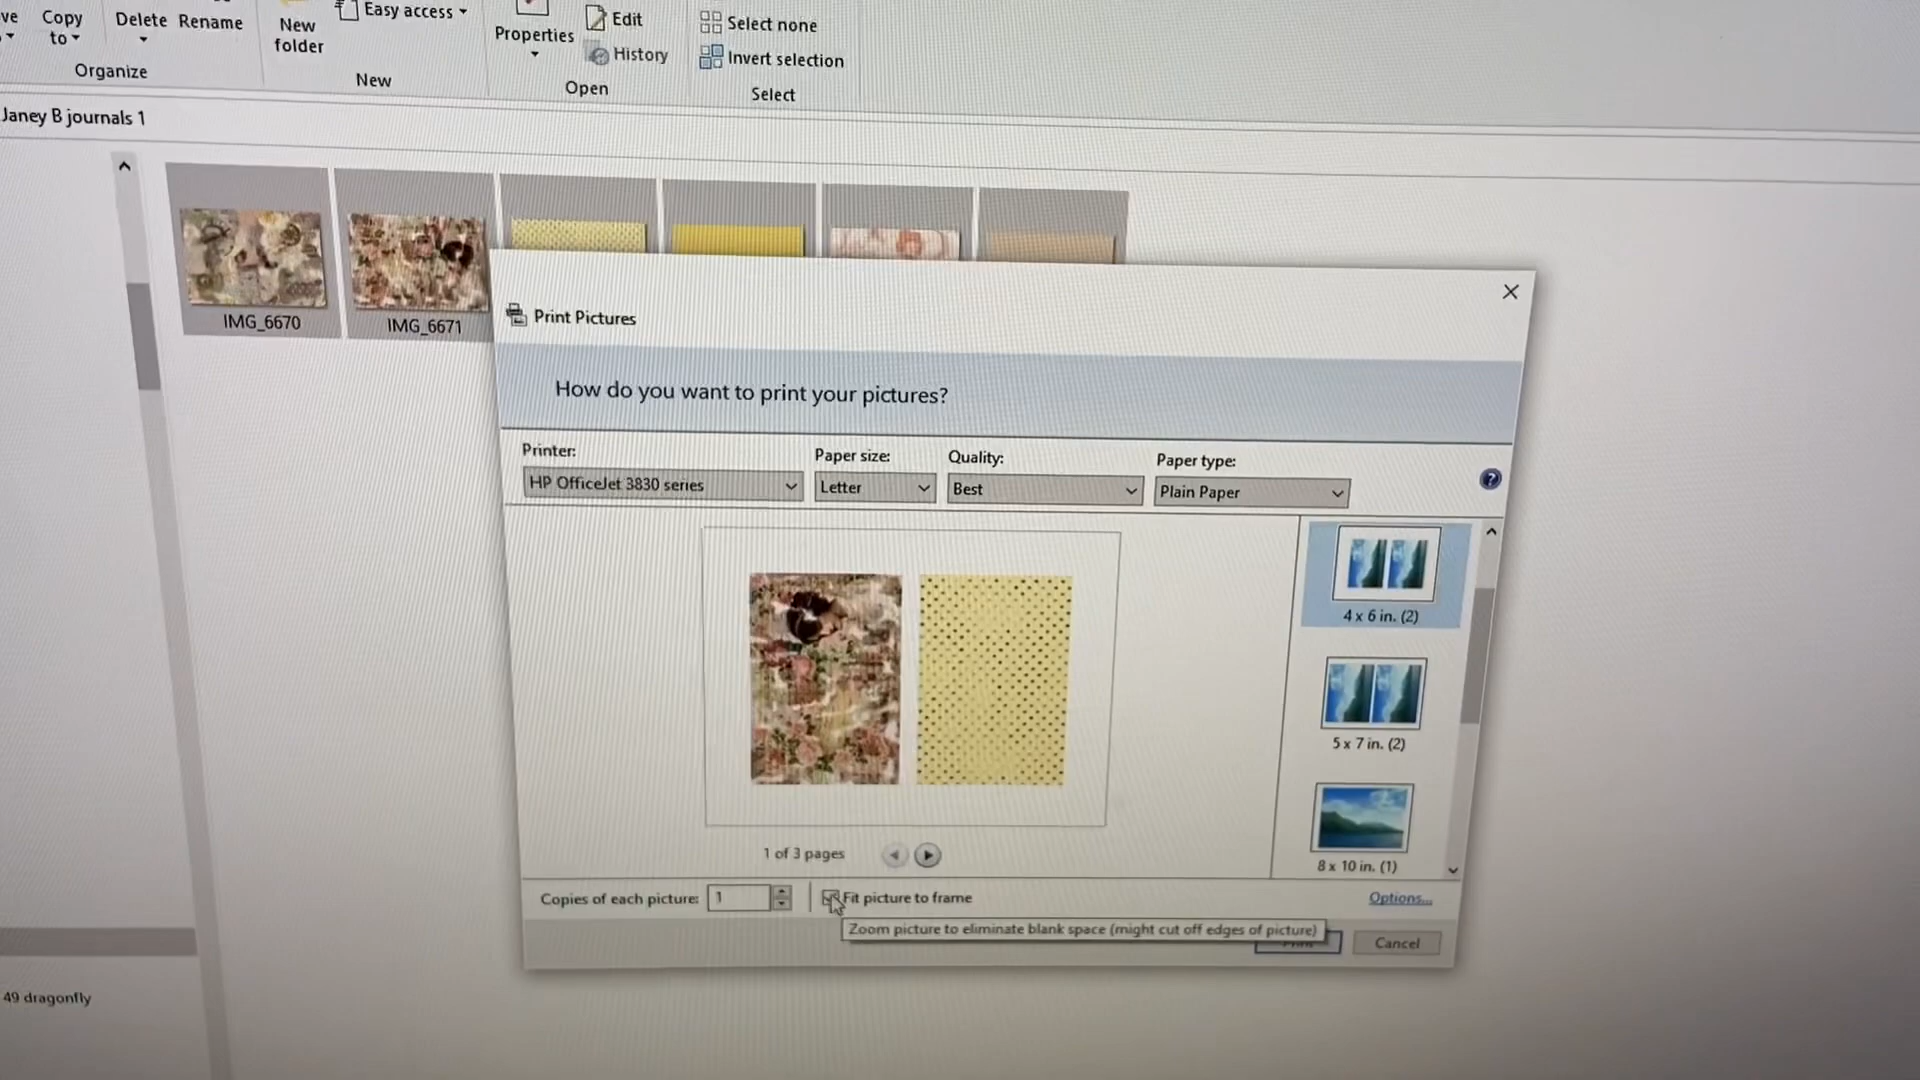 Copy
to
Delete
Rename
New
folder
Easy access
Properties
Edit
History
Select none
Invert selection
Organize
New
Open
Select
Janey B journals 1
IMG_6670
IMG_6671
Print Pictures
How do you want to print your pictures?
Printer:
Paper size:
Quality:
Paper type:
HP OfficeJet 3830 series
Letter
Best
Plain Paper
?
4 x 6 in. (2)
5 x 7 in. (2)
8 x 10 in. (1)
1 of 3 pages
Copies of each picture:
1
Fit picture to frame
Options...
Zoom picture to eliminate blank space (might cut off edges of picture)
Cancel
49 dragonfly